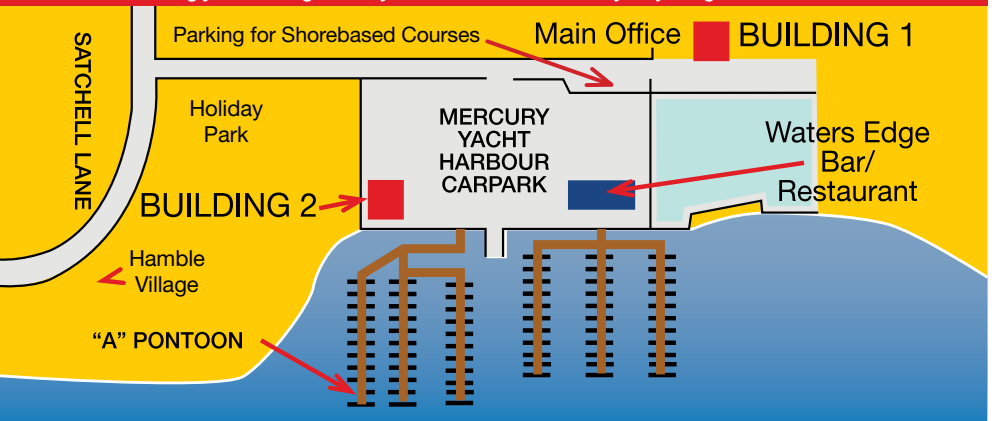 Parking for Shorebased Courses
Main Office
BUILDING 1
SATCHELL LANE
Holiday
Park
MERCURY
YACHT
HARBOUR
CARPARK
Waters Edge
Bar/
Restaurant
BUILDING 2
Hamble
Village
“A” PONTOON